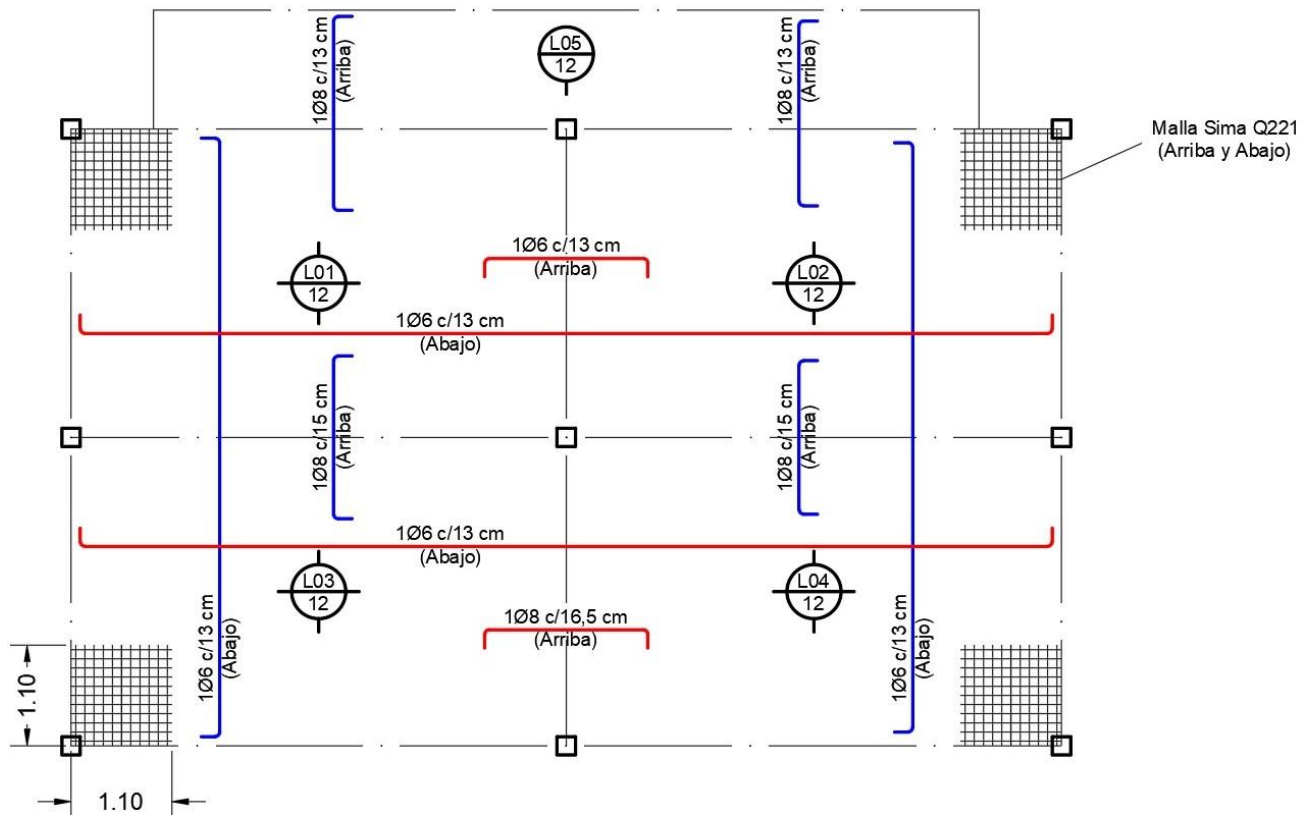 1Ø8 c/13 cm
(Arriba)
L05
12
1Ø8 c/13 cm
(Arriba)
Malla Sima Q221
(Arriba y Abajo)
1Ø6 c/13 cm
(Arriba)
L01
12
L02
12
1Ø6 c/13 cm
(Abajo)
1Ø8 c/15 cm
(Arriba)
1Ø8 c/15 cm
(Arriba)
1Ø6 c/13 cm
(Abajo)
L03
12
L04
12
1Ø6 c/13 cm
(Abajo)
1Ø8 c/16,5 cm
(Arriba)
1Ø6 c/13 cm
(Abajo)
1.10
1.10